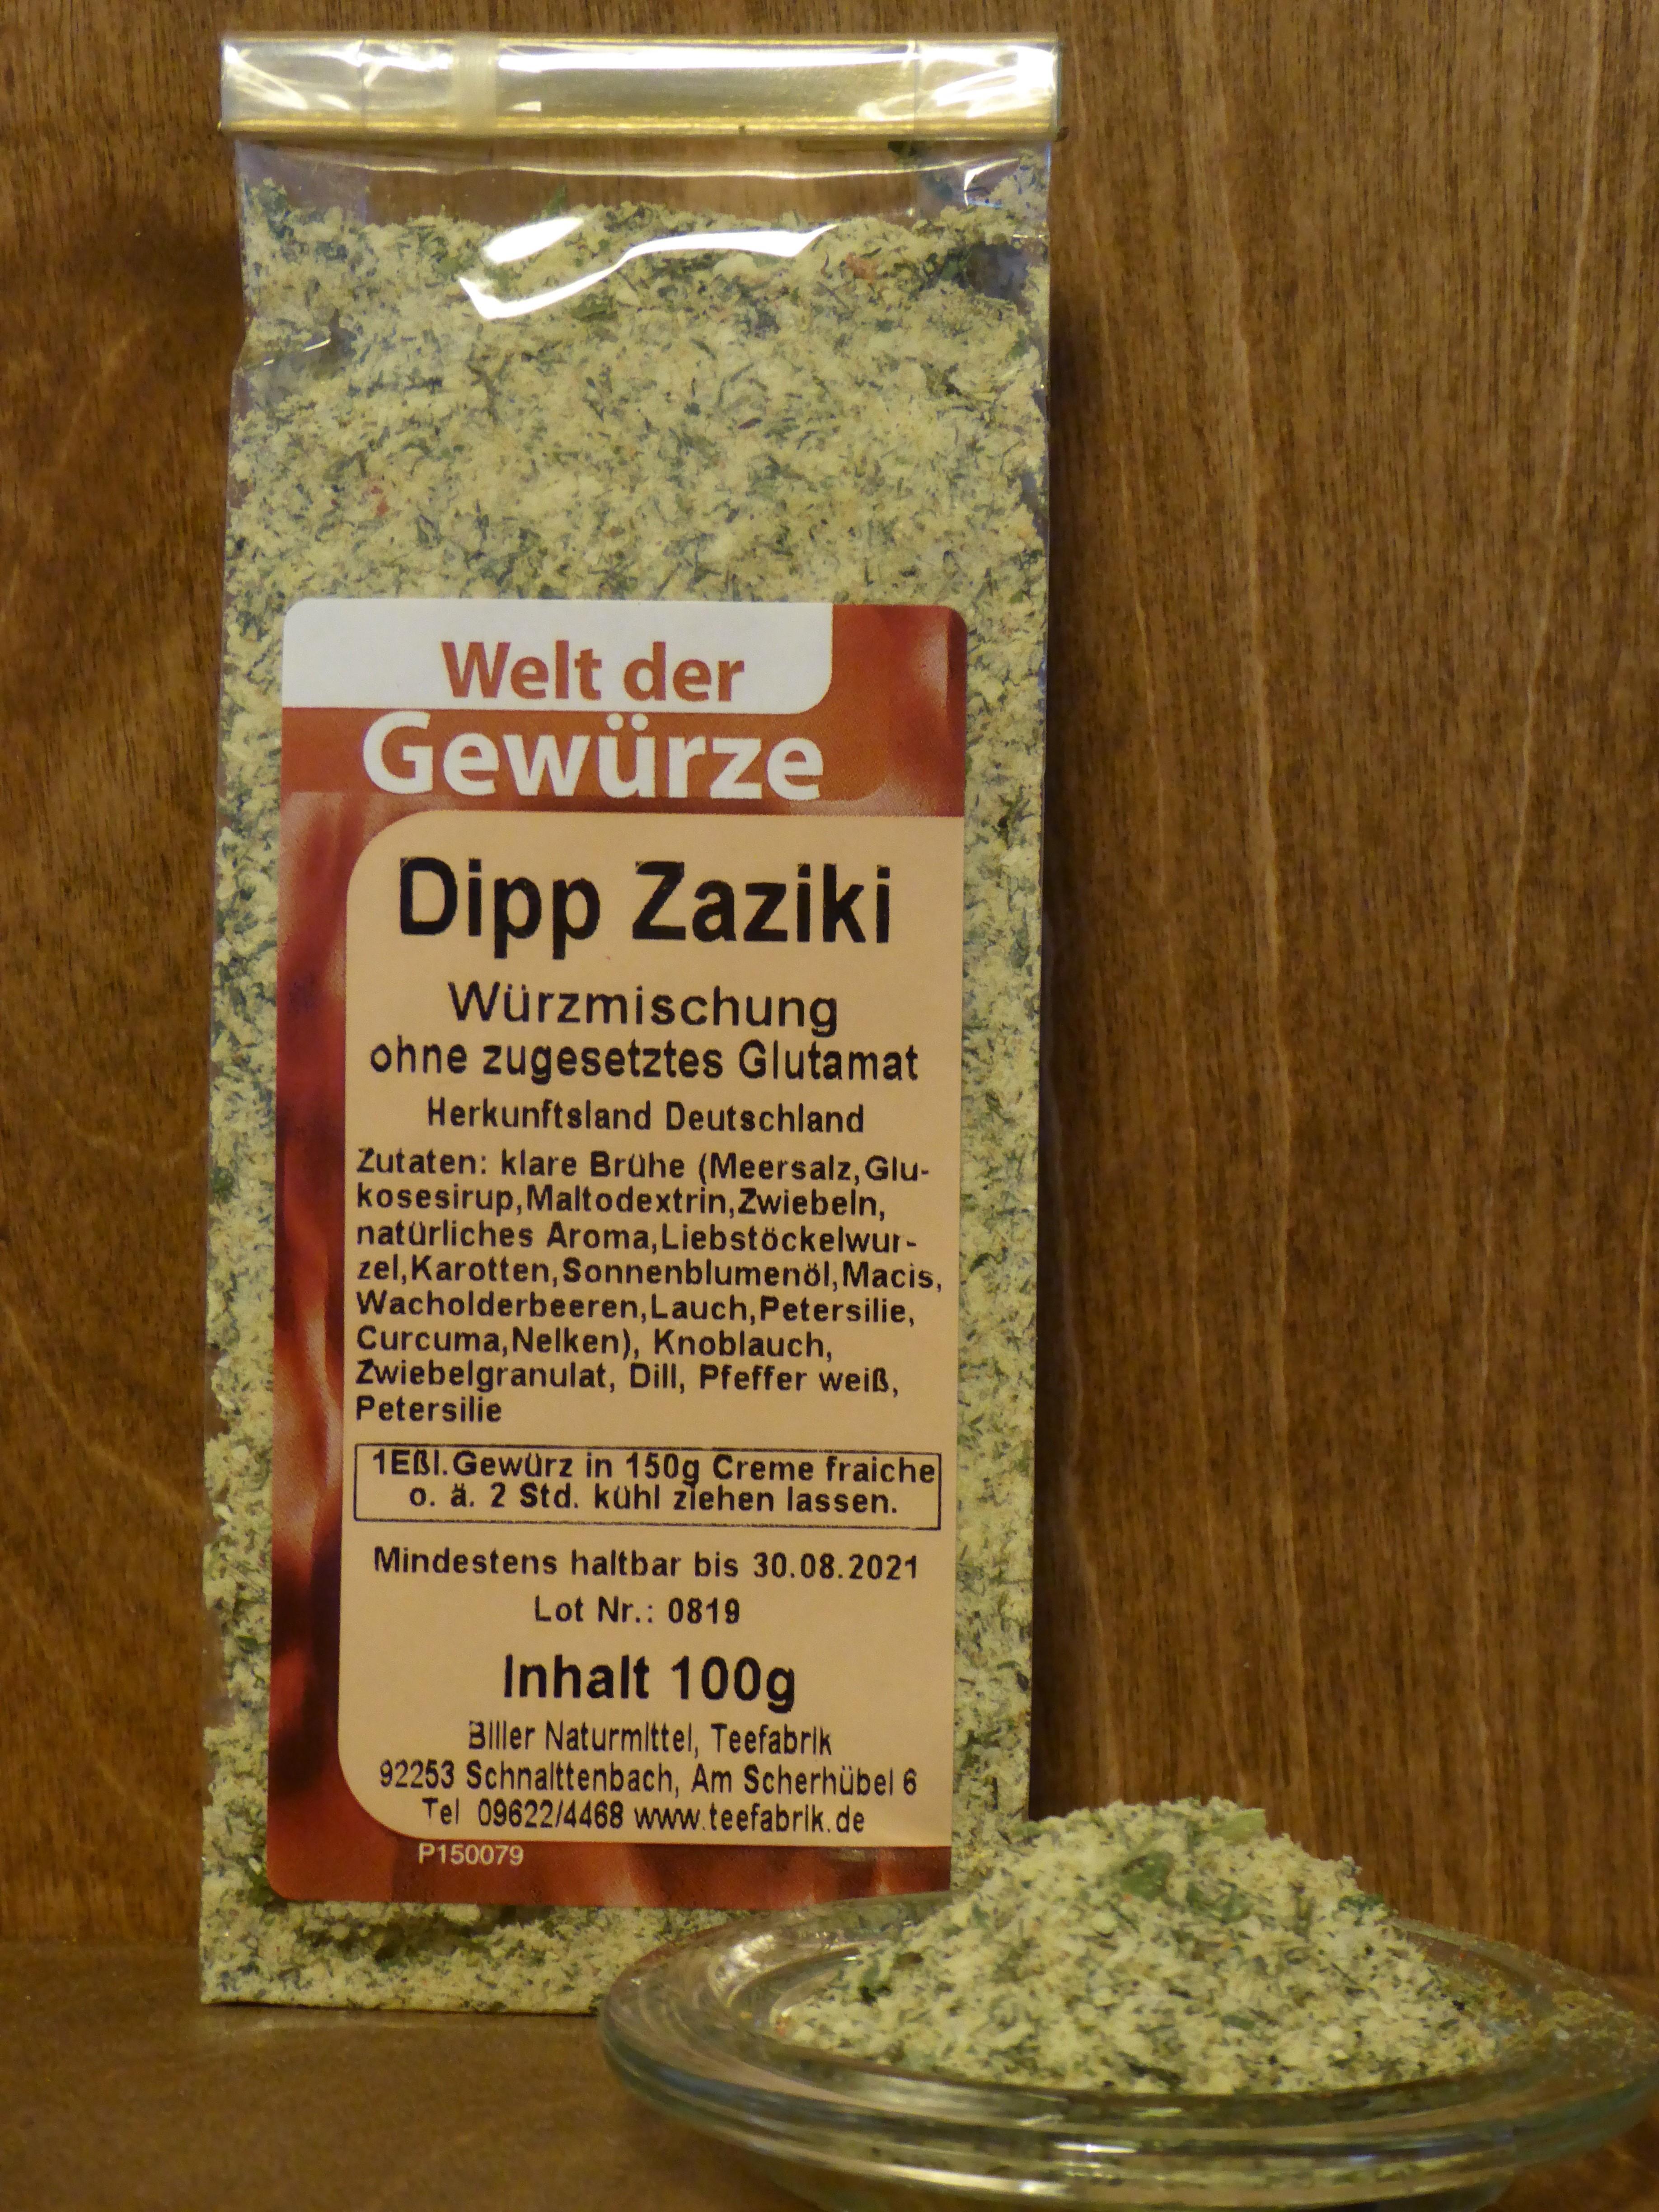 Welt der
Gewürze
Dipp Zaziki
Würzmischung
ohne zugesetztes Glutamat
Herkunftsland Deutschland
Zutaten: klare Brühe (Meersalz,Glu-
kosesirup,Maltodextrin,Zwiebeln,
natürliches Aroma,Liebstöckelwur-
zel,Karotten,Sonnenblumenöl,Macis,
Wacholderbeeren,Lauch,Petersilie,
Curcuma,Nelken), Knoblauch,
Zwiebelgranulat, Dill, Pfeffer weiß,
Petersilie
1Eßl.Gewürz in 150g Creme fraiche
o. ä. 2 Std. kühl ziehen lassen.
Mindestens haltbar bis 30.08.2021
Lot Nr.: 0819
Inhalt 100g
Biller Naturmittel, Teefabrik
92253 Schnaittenbach, Am Scherhübel 6
Tel 09622/4468 www.teefabrik.de
P150079